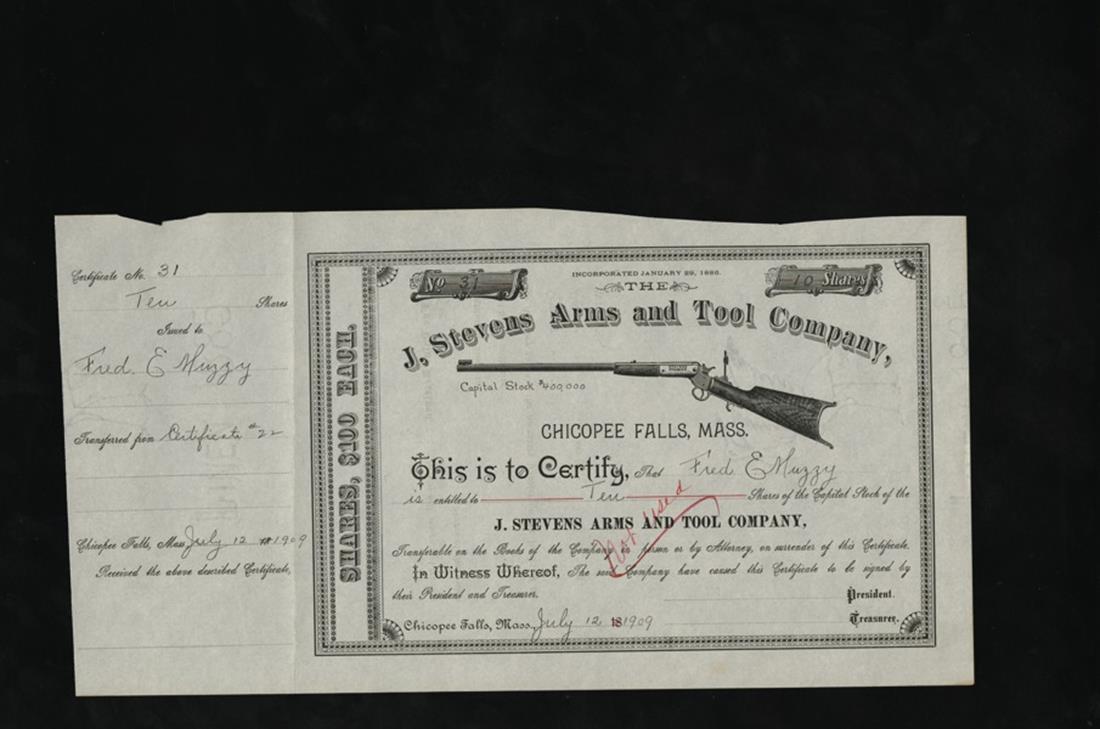 Certificate No. 31
Ten Shares
Issued to
Fred. E Muzzy
Transferred from Certificate #22
Chicopee Falls, Mass July 12 1909
Received the above described Certificate,
SHARES, $100 EACH.
No 31
INCORPORATED JANUARY 29, 1886.
10 Shares
THE
J. Stevens Arms and Tool Company,
Capital Stock $400,000
CHICOPEE FALLS, MASS.
This is to Certify, That Fred E Muzzy
is entitled to Ten Shares of the Capital Stock of the
Not used
J. STEVENS ARMS AND TOOL COMPANY,
Transferable on the Books of the Company in person or by Attorney, on surrender of this Certificate.
In Witness Whereof, The said Company have caused this Certificate to be signed by
their President and Treasurer.
President.
Chicopee Falls, Mass. July 12 181909
Treasurer.